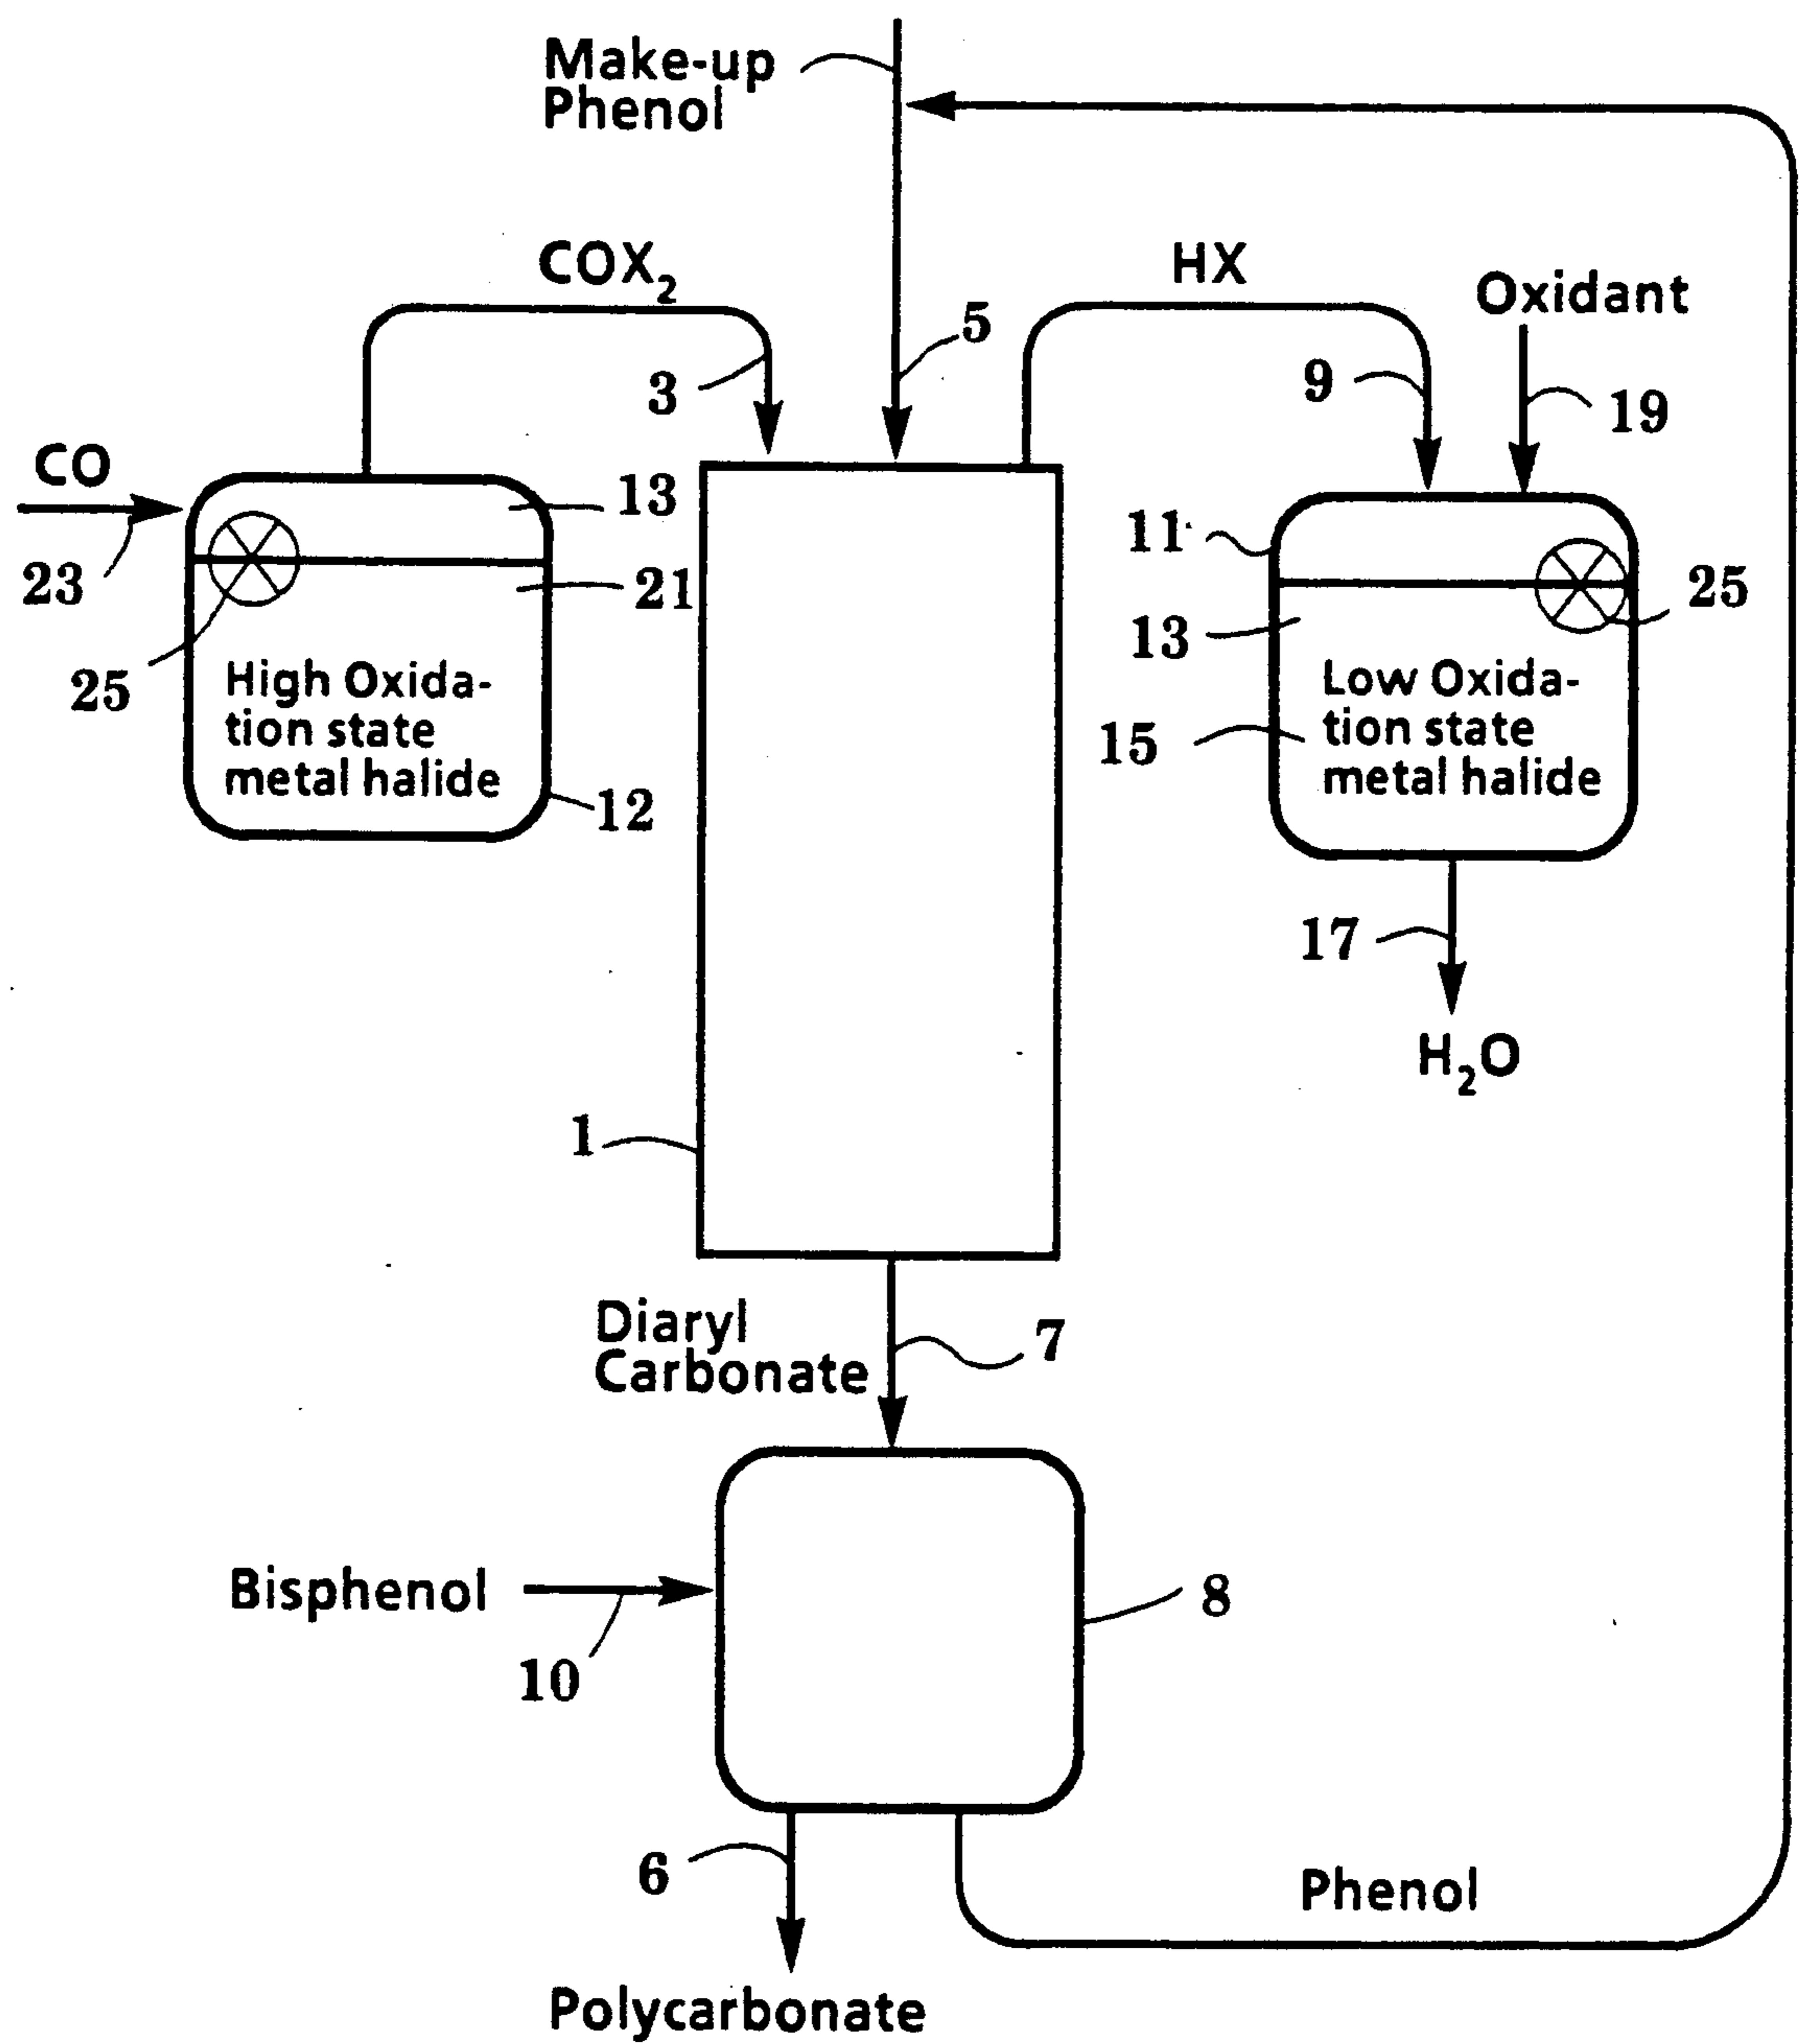 Make-up
Phenol
COX₂
HX
Oxidant
5
3
9
19
CO
13
11
23
21
25
25
13
High Oxida-
tion state
metal halide
Low Oxida-
tion state
metal halide
15
12
17
H₂O
1
Diaryl
Carbonate
7
Bisphenol
8
10
6
Phenol
Polycarbonate